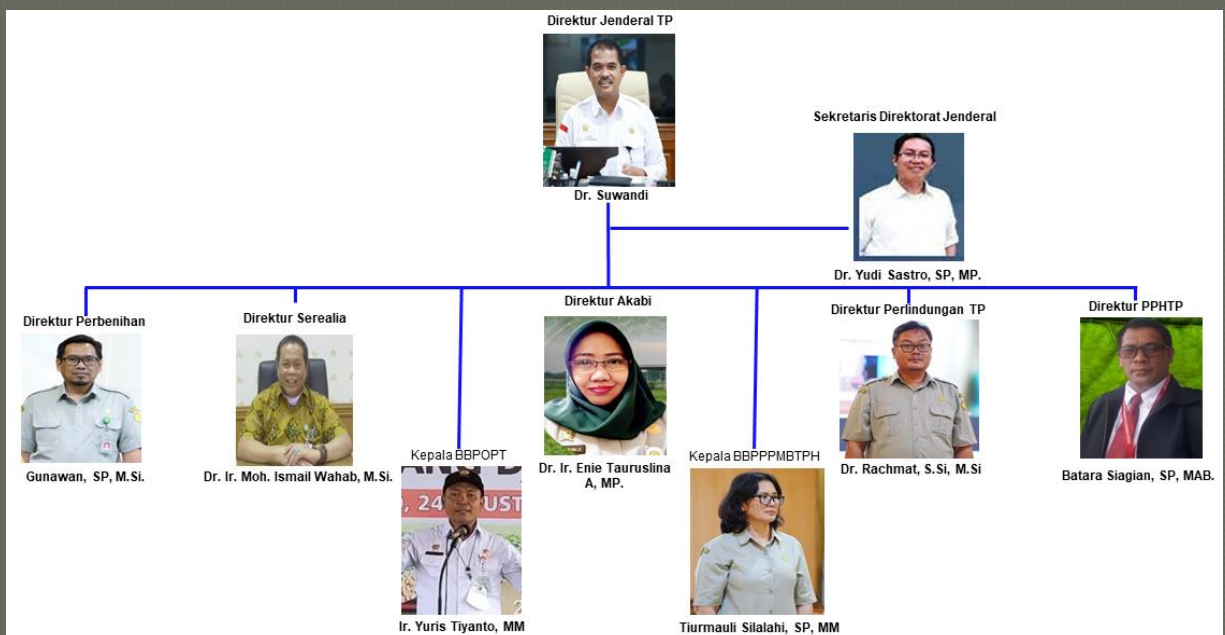 Direktur Jenderal TP
Dr. Suwandi
Sekretaris Direktorat Jenderal
Dr. Yudi Sastro, SP, MP.
Direktur Perbenihan
Gunawan, SP, M.Si.
Direktur Serealia
Dr. Ir. Moh. Ismail Wahab, M.Si.
Kepala BBPOPT
, 24 
Ir. Yuris Tiyanto, MM
Direktur Akabi
Dr. Ir. Enie Tauruslina
A, MP.
Kepala BBPPPMBTPH
Tiurmauli Silalahi, SP, MM
Direktur Perlindungan TP
Dr. Rachmat, S.Si, M.Si
Direktur PPHTP
Batara Siagian, SP, MAB.